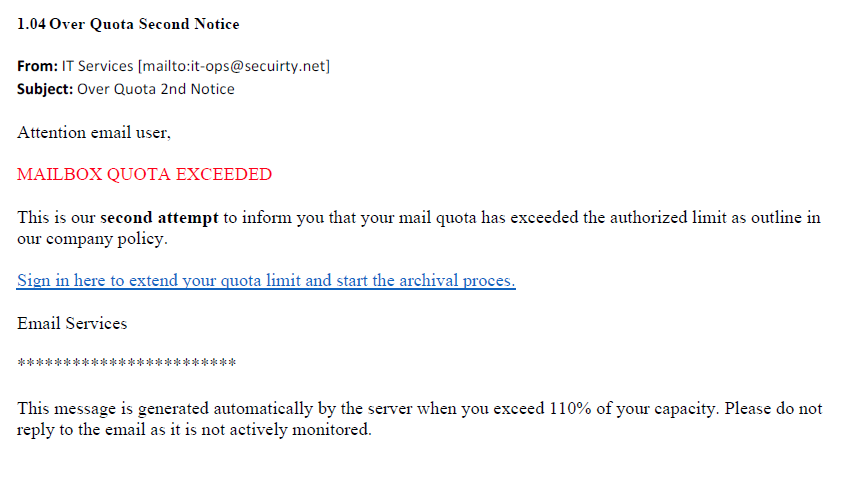 1.04 Over Quota Second Notice
From: IT Services [mailto:it-ops@secuirty.net]
Subject: Over Quota 2nd Notice
Attention email user,
MAILBOX QUOTA EXCEEDED
This is our second attempt to inform you that your mail quota has exceeded the authorized limit as outline in
our company policy.
Sign in here to extend your quota limit and start the archival proces.
Email Services
************************
This message is generated automatically by the server when you exceed 110% of your capacity. Please do not
reply to the email as it is not actively monitored.